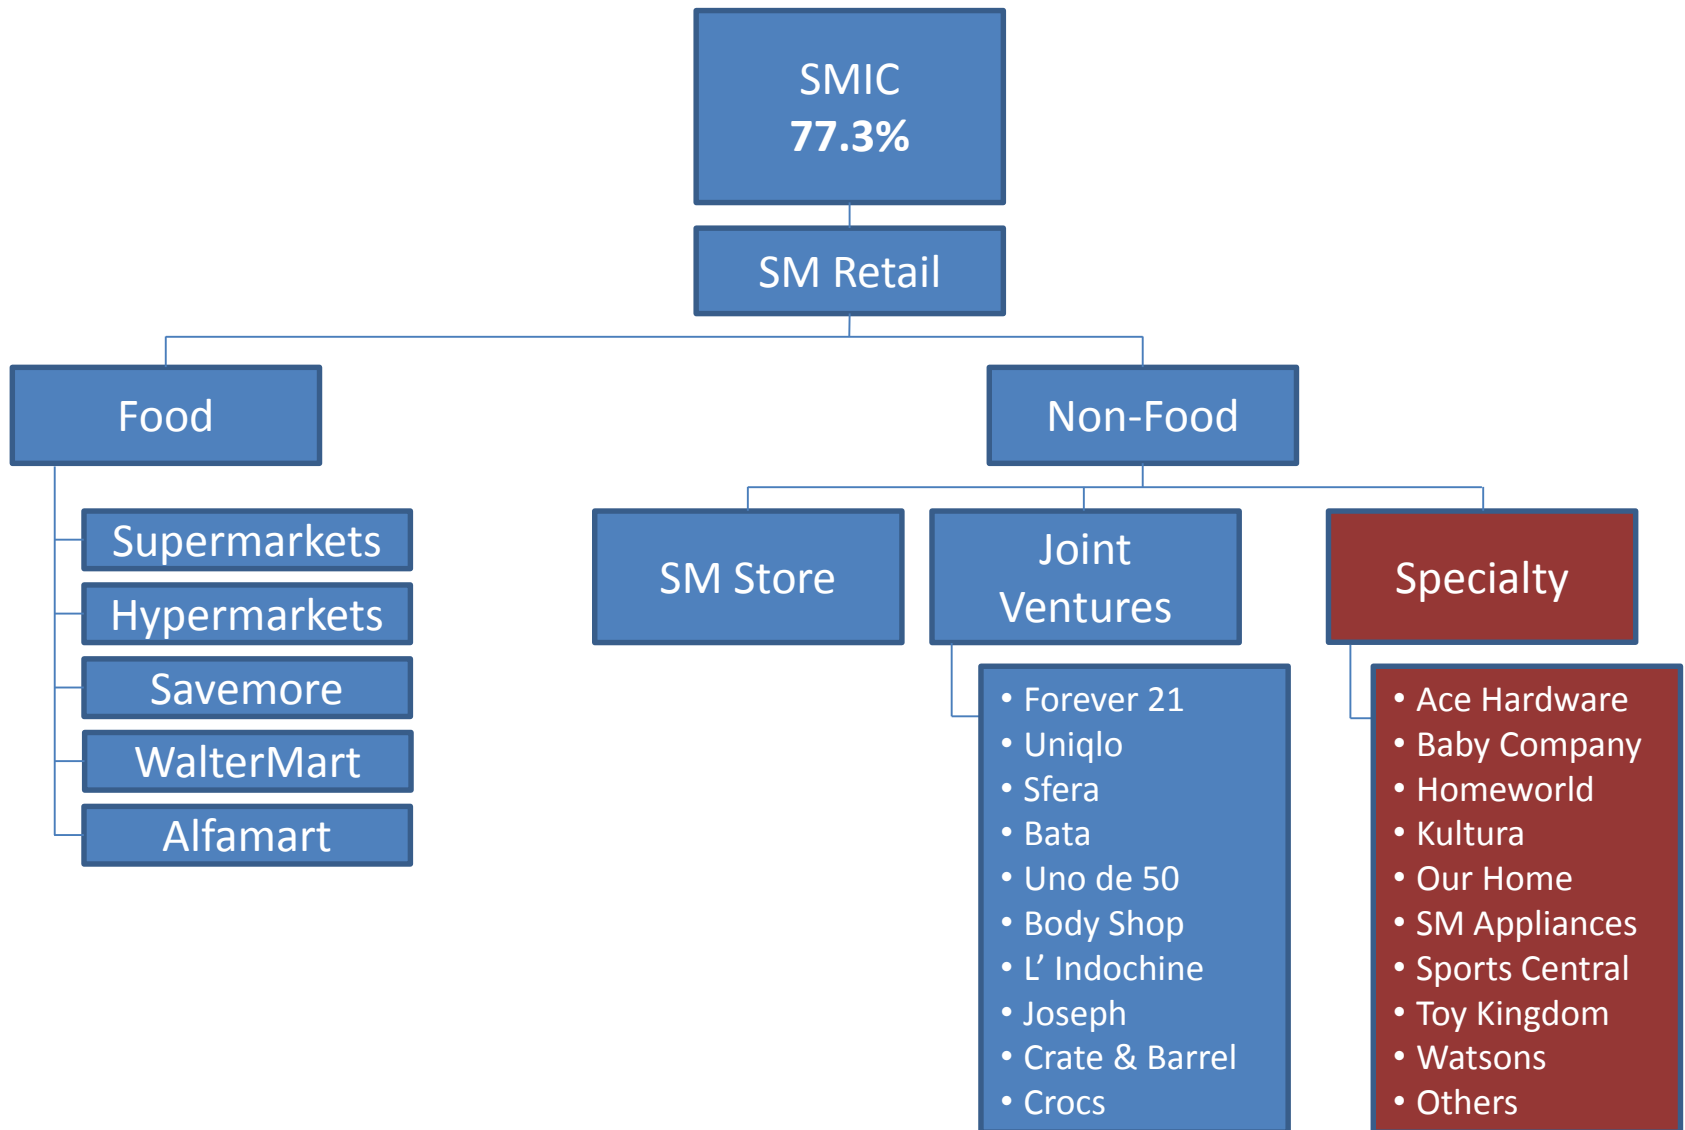 SMIC
77.3%
SM Retail
Food
Non-Food
Supermarkets
Hypermarkets
Savemore
WalterMart
Alfamart
SM Store
Joint
Ventures
• Forever 21
• Uniqlo
• Sfera
• Bata
• Uno de 50
• Body Shop
• L’ Indochine
• Joseph
• Crate & Barrel
• Crocs
Specialty
• Ace Hardware
• Baby Company
• Homeworld
• Kultura
• Our Home
• SM Appliances
• Sports Central
• Toy Kingdom
• Watsons
• Others